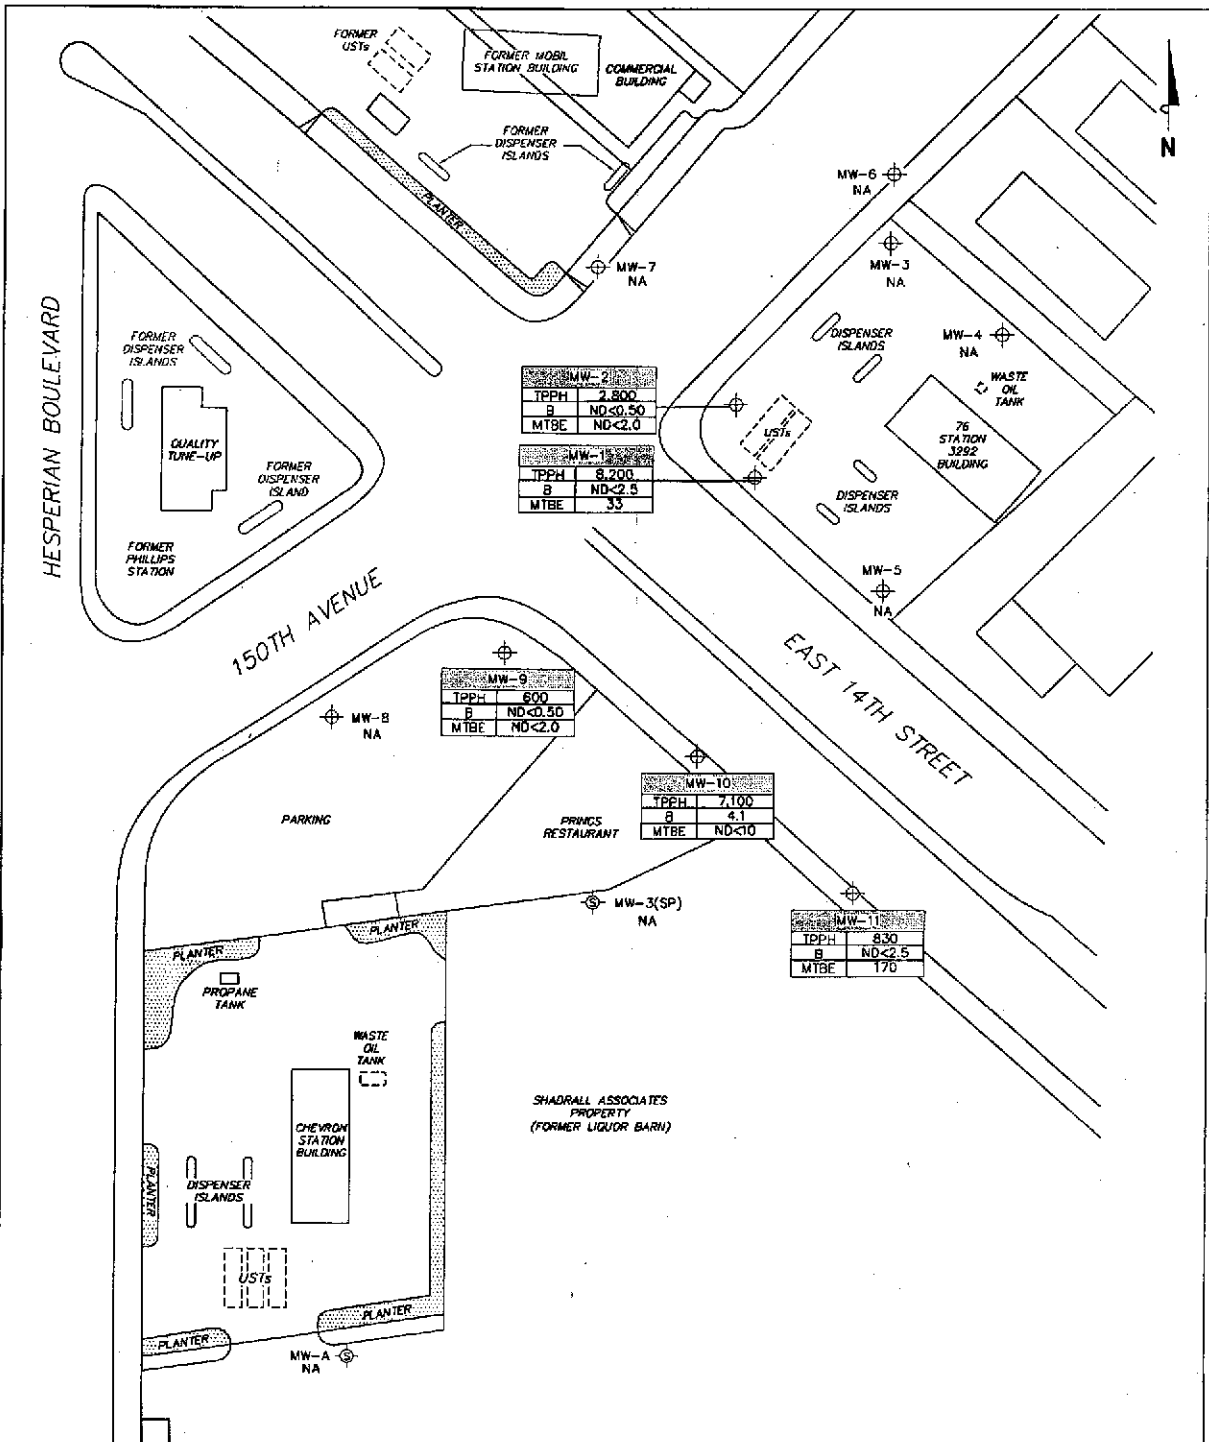 FORMER
USTs
FORMER MOBIL
STATION BUILDING
COMMERCIAL
BUILDING
FORMER
DISPENSER
ISLANDS
PLANTER
N
MW-6
NA
MW-7
NA
MW-3
NA
MW-4
NA
DISPENSER
ISLANDS
WASTE
OIL
TANK
76
STATION
3292
BUILDING
USTs
DISPENSER
ISLANDS
MW-5
NA
HESPERIAN BOULEVARD
FORMER
DISPENSER
ISLANDS
QUALITY
TUNE-UP
FORMER
DISPENSER
ISLAND
FORMER
PHILLIPS
STATION
MW-2
TPPH 2,800
B ND<0.50
MTBE ND<2.0
MW-1
TPPH 8,200
B ND<2.5
MTBE 33
150TH AVENUE
EAST 14TH STREET
MW-9
TPPH 600
B ND<0.50
MTBE ND<2.0
MW-8
NA
MW-10
TPPH 7,100
B 4.1
MTBE ND<10
PARKING
PRINGS
RESTAURANT
MW-3(SP)
NA
MW-11
TPPH 830
B ND<2.5
MTBE 170
PLANTER
PLANTER
PROPANE
TANK
WASTE
OIL
TANK
CHEVRON
STATION
BUILDING
SHADRALL ASSOCIATES
PROPERTY
(FORMER LIQUOR BARN)
PLANTER
DISPENSER
ISLANDS
USTs
PLANTER
PLANTER
MW-A
NA